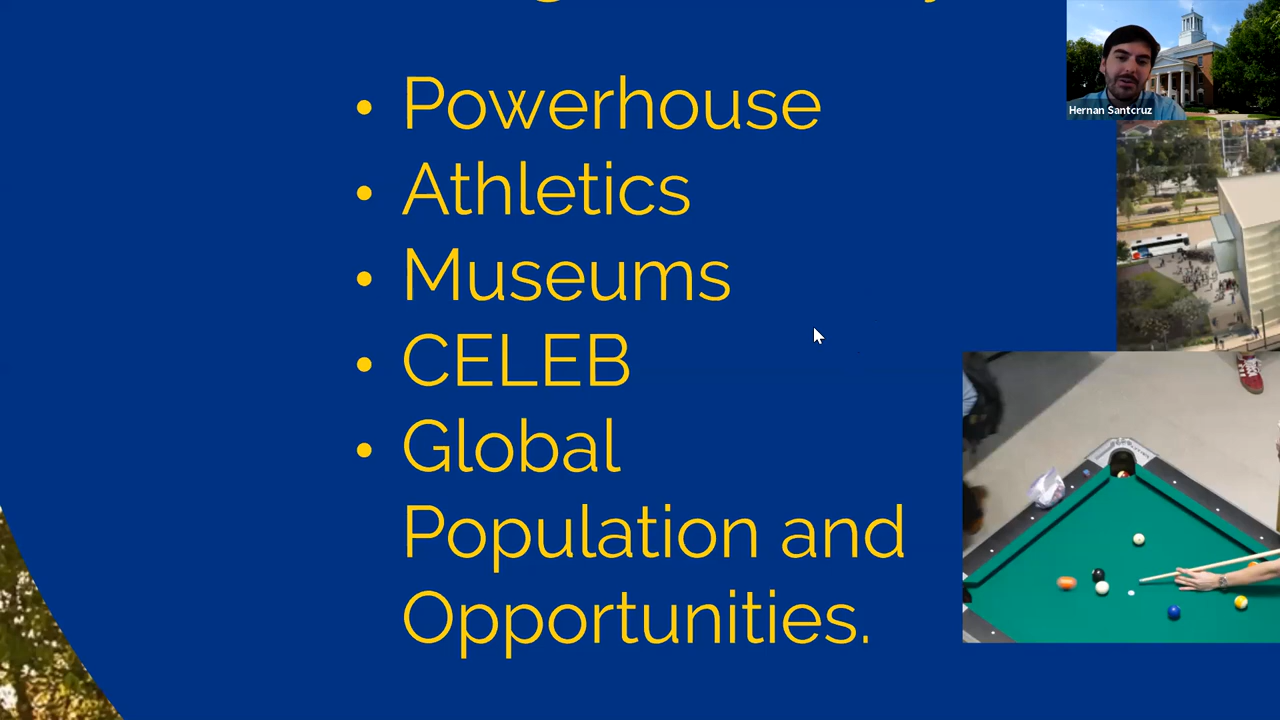 • Powerhouse
• Athletics
• Museums
• CELEB
• Global
Population and
Opportunities.
Hernan Santcruz